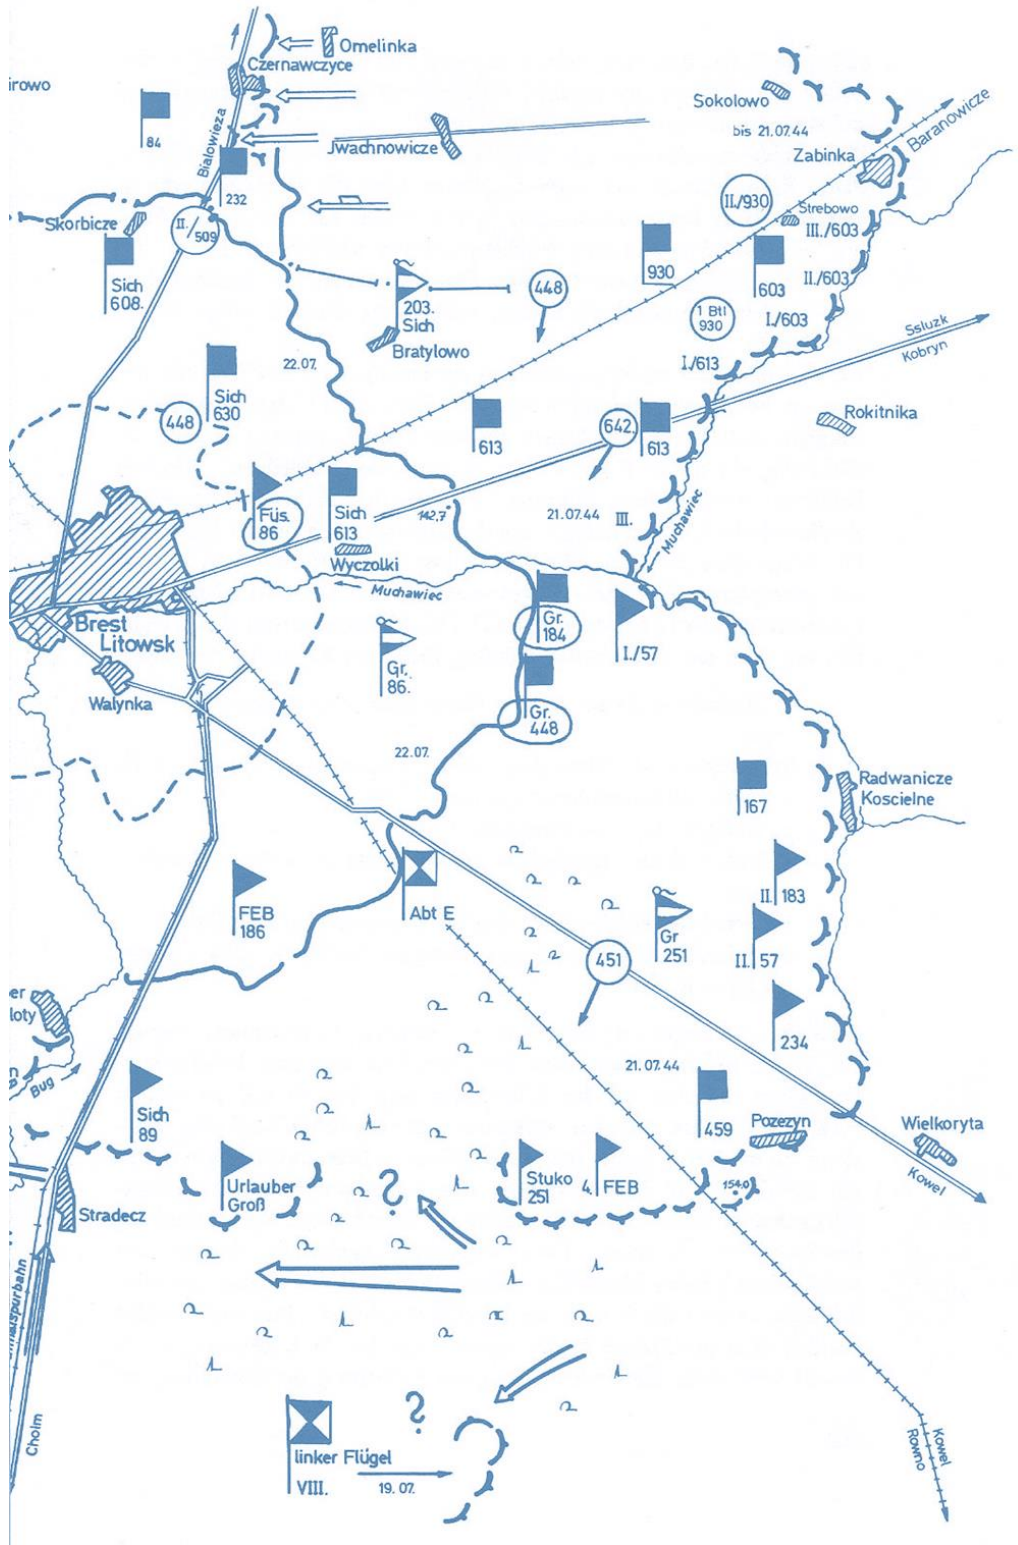 Omelinka
Czernawczyce
irowo
84
Bialowieza
Jwachnowicze
232
Skorbicze
II./
509
Sich
608.
Sokolowo
bis 21.07.44
Baranowicze
Zabinka
II./930
Strebowo
III./603
930
603
II./603
1 Btl
930
I./603
I./613
203.
Sich
Bratylowo
448
22.07.
Ssluzk
Kobryn
Sich
630
448
613
642.
613
Rokitnika
Füs.
86
Sich
613
142,7
21.07.44
III.
Muchawiec
Wyczolki
Muchawiec
Brest
Litowsk
Gr.
184
I./57
Gr.
86.
Walynka
Gr.
448
22.07.
167
Radwanicze
Koscielne
FEB
186
Abt E
II. 183
Gr
251
II. 57
451
234
er
loty
n
Bug
21.07.44
Sich
89
459
Pozezyn
Wielkoryta
Urlauber
Groß
?
Stuko
251
4. FEB
154.0
Kowel
Stradecz
malspurbahn
Cholm
?
linker Flügel
VIII.
19.07.
Kowel
Rowno